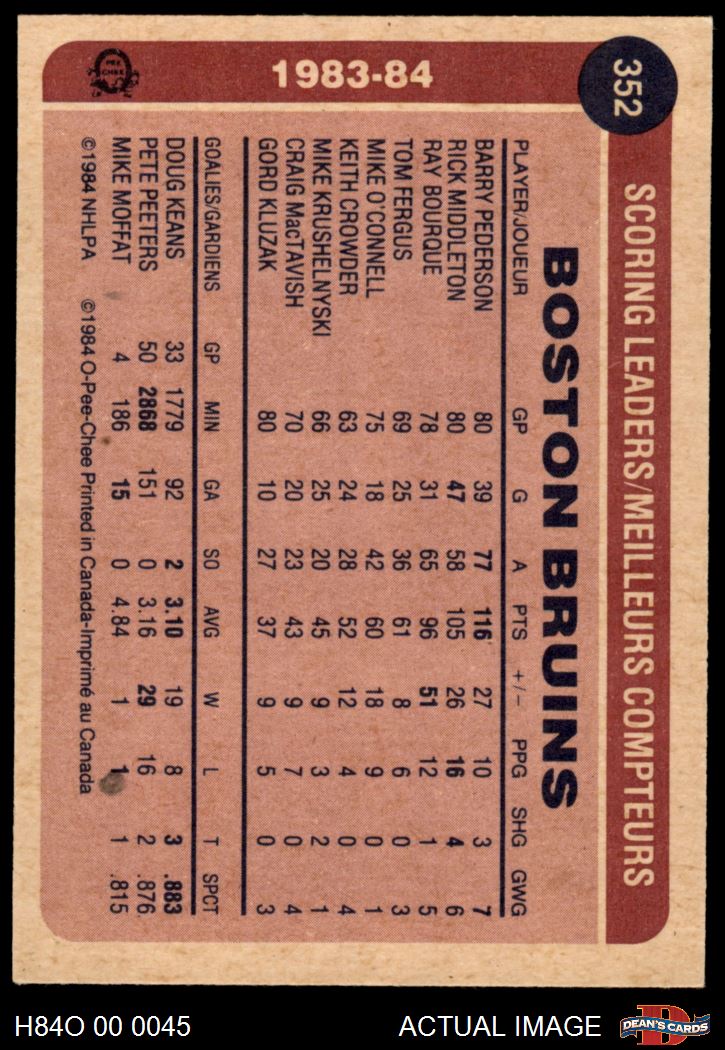 352
SCORING LEADERS/MEILLEURS COMPTEURS
1983-84
O PEE CHEE
BOSTON BRUINS
PLAYER/JOUEUR GP G A PTS +/- PPG SHG GWG
BARRY PEDERSON 80 39 77 116 27 10 3 7
RICK MIDDLETON 80 47 58 105 26 16 4 6
RAY BOURQUE 78 31 65 96 51 12 1 5
TOM FERGUS 69 25 36 61 8 6 0 3
MIKE O'CONNELL 75 18 42 60 18 9 0 1
KEITH CROWDER 63 24 28 52 12 4 0 4
MIKE KRUSHELNYSKI 66 25 20 45 9 3 2 1
CRAIG MacTAVISH 70 20 23 43 9 7 0 4
GORD KLUZAK 80 10 27 37 9 5 0 3
GOALIES/GARDIENS GP MIN GA SO AVG W L T SPCT
DOUG KEANS 33 1779 92 2 3.10 19 8 3 .883
PETE PEETERS 50 2868 151 0 3.16 29 16 2 .876
MIKE MOFFAT 4 186 15 0 4.84 1 1 1 .815
©1984 NHLPA ©1984 O-Pee-Chee Printed in Canada-Imprimé au Canada
H84O 00 0045 ACTUAL IMAGE D DEAN'S CARDS